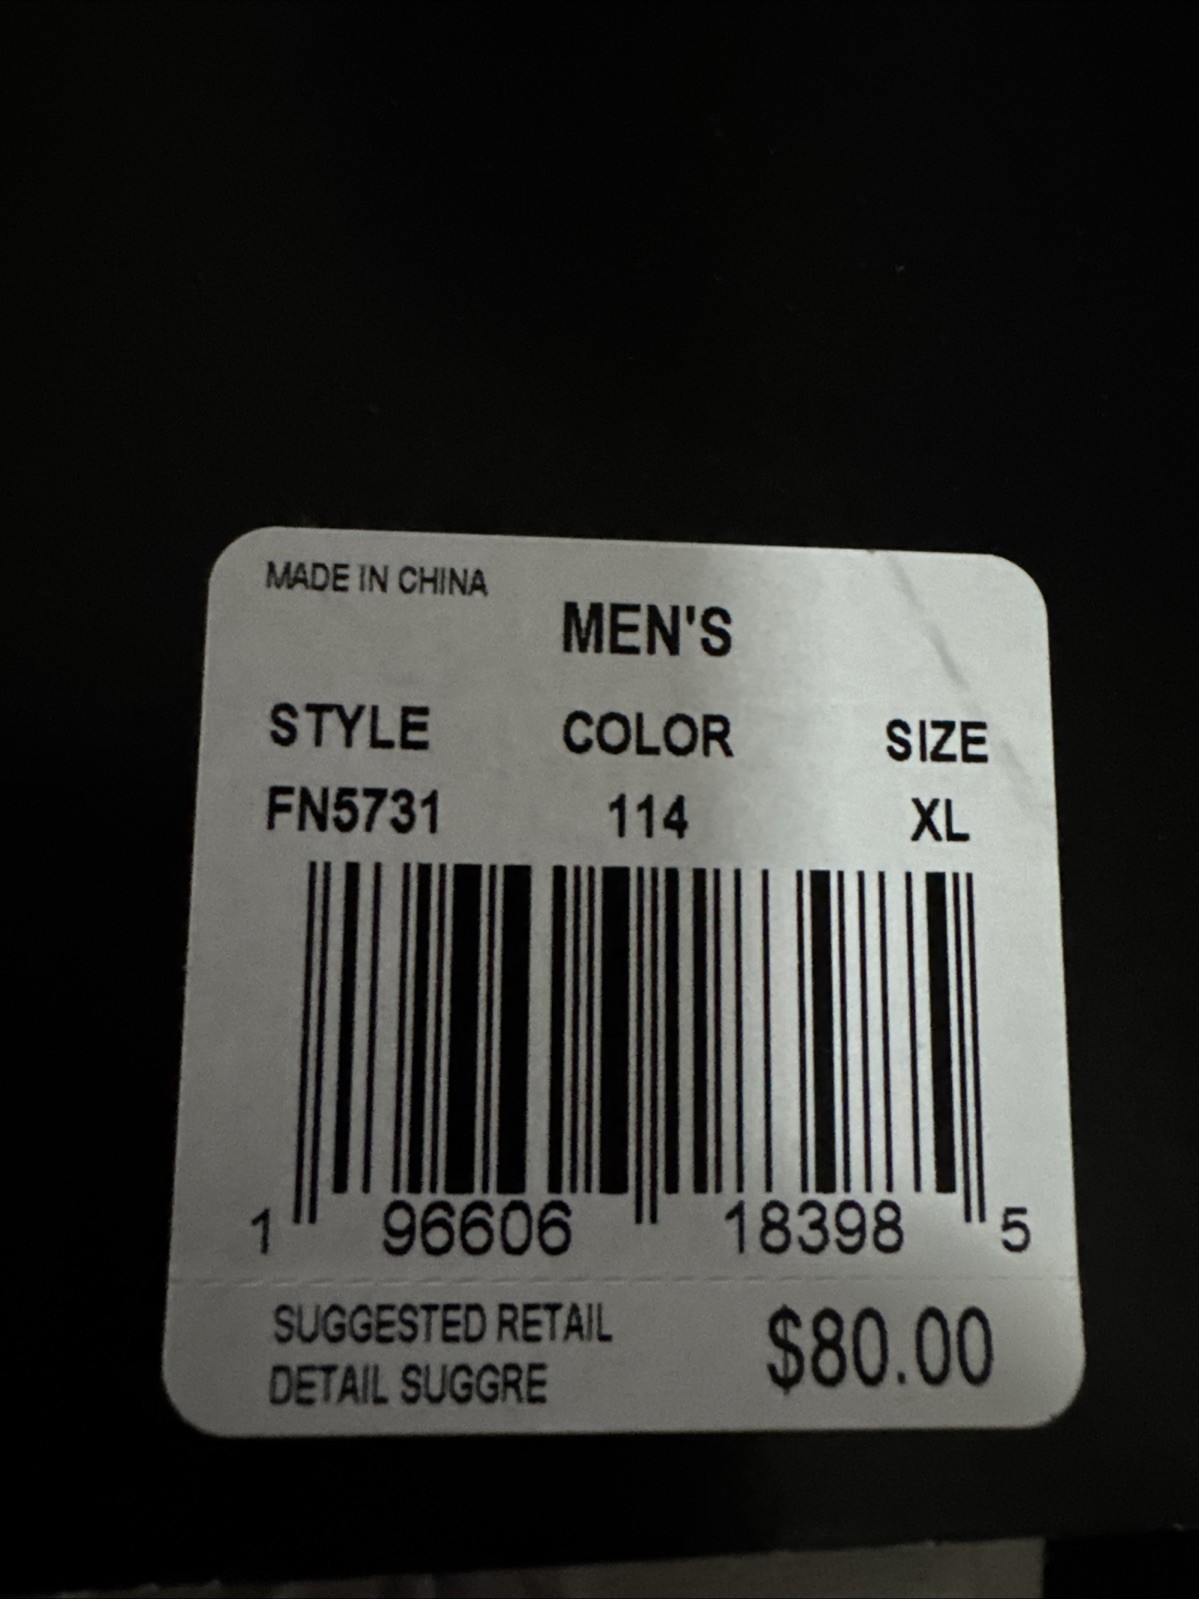 MADE IN CHINA
MEN'S
STYLE COLOR SIZE
FN5731 114 XL
1 96606 18398 5
SUGGESTED RETAIL
DETAIL SUGGRE
$80.00